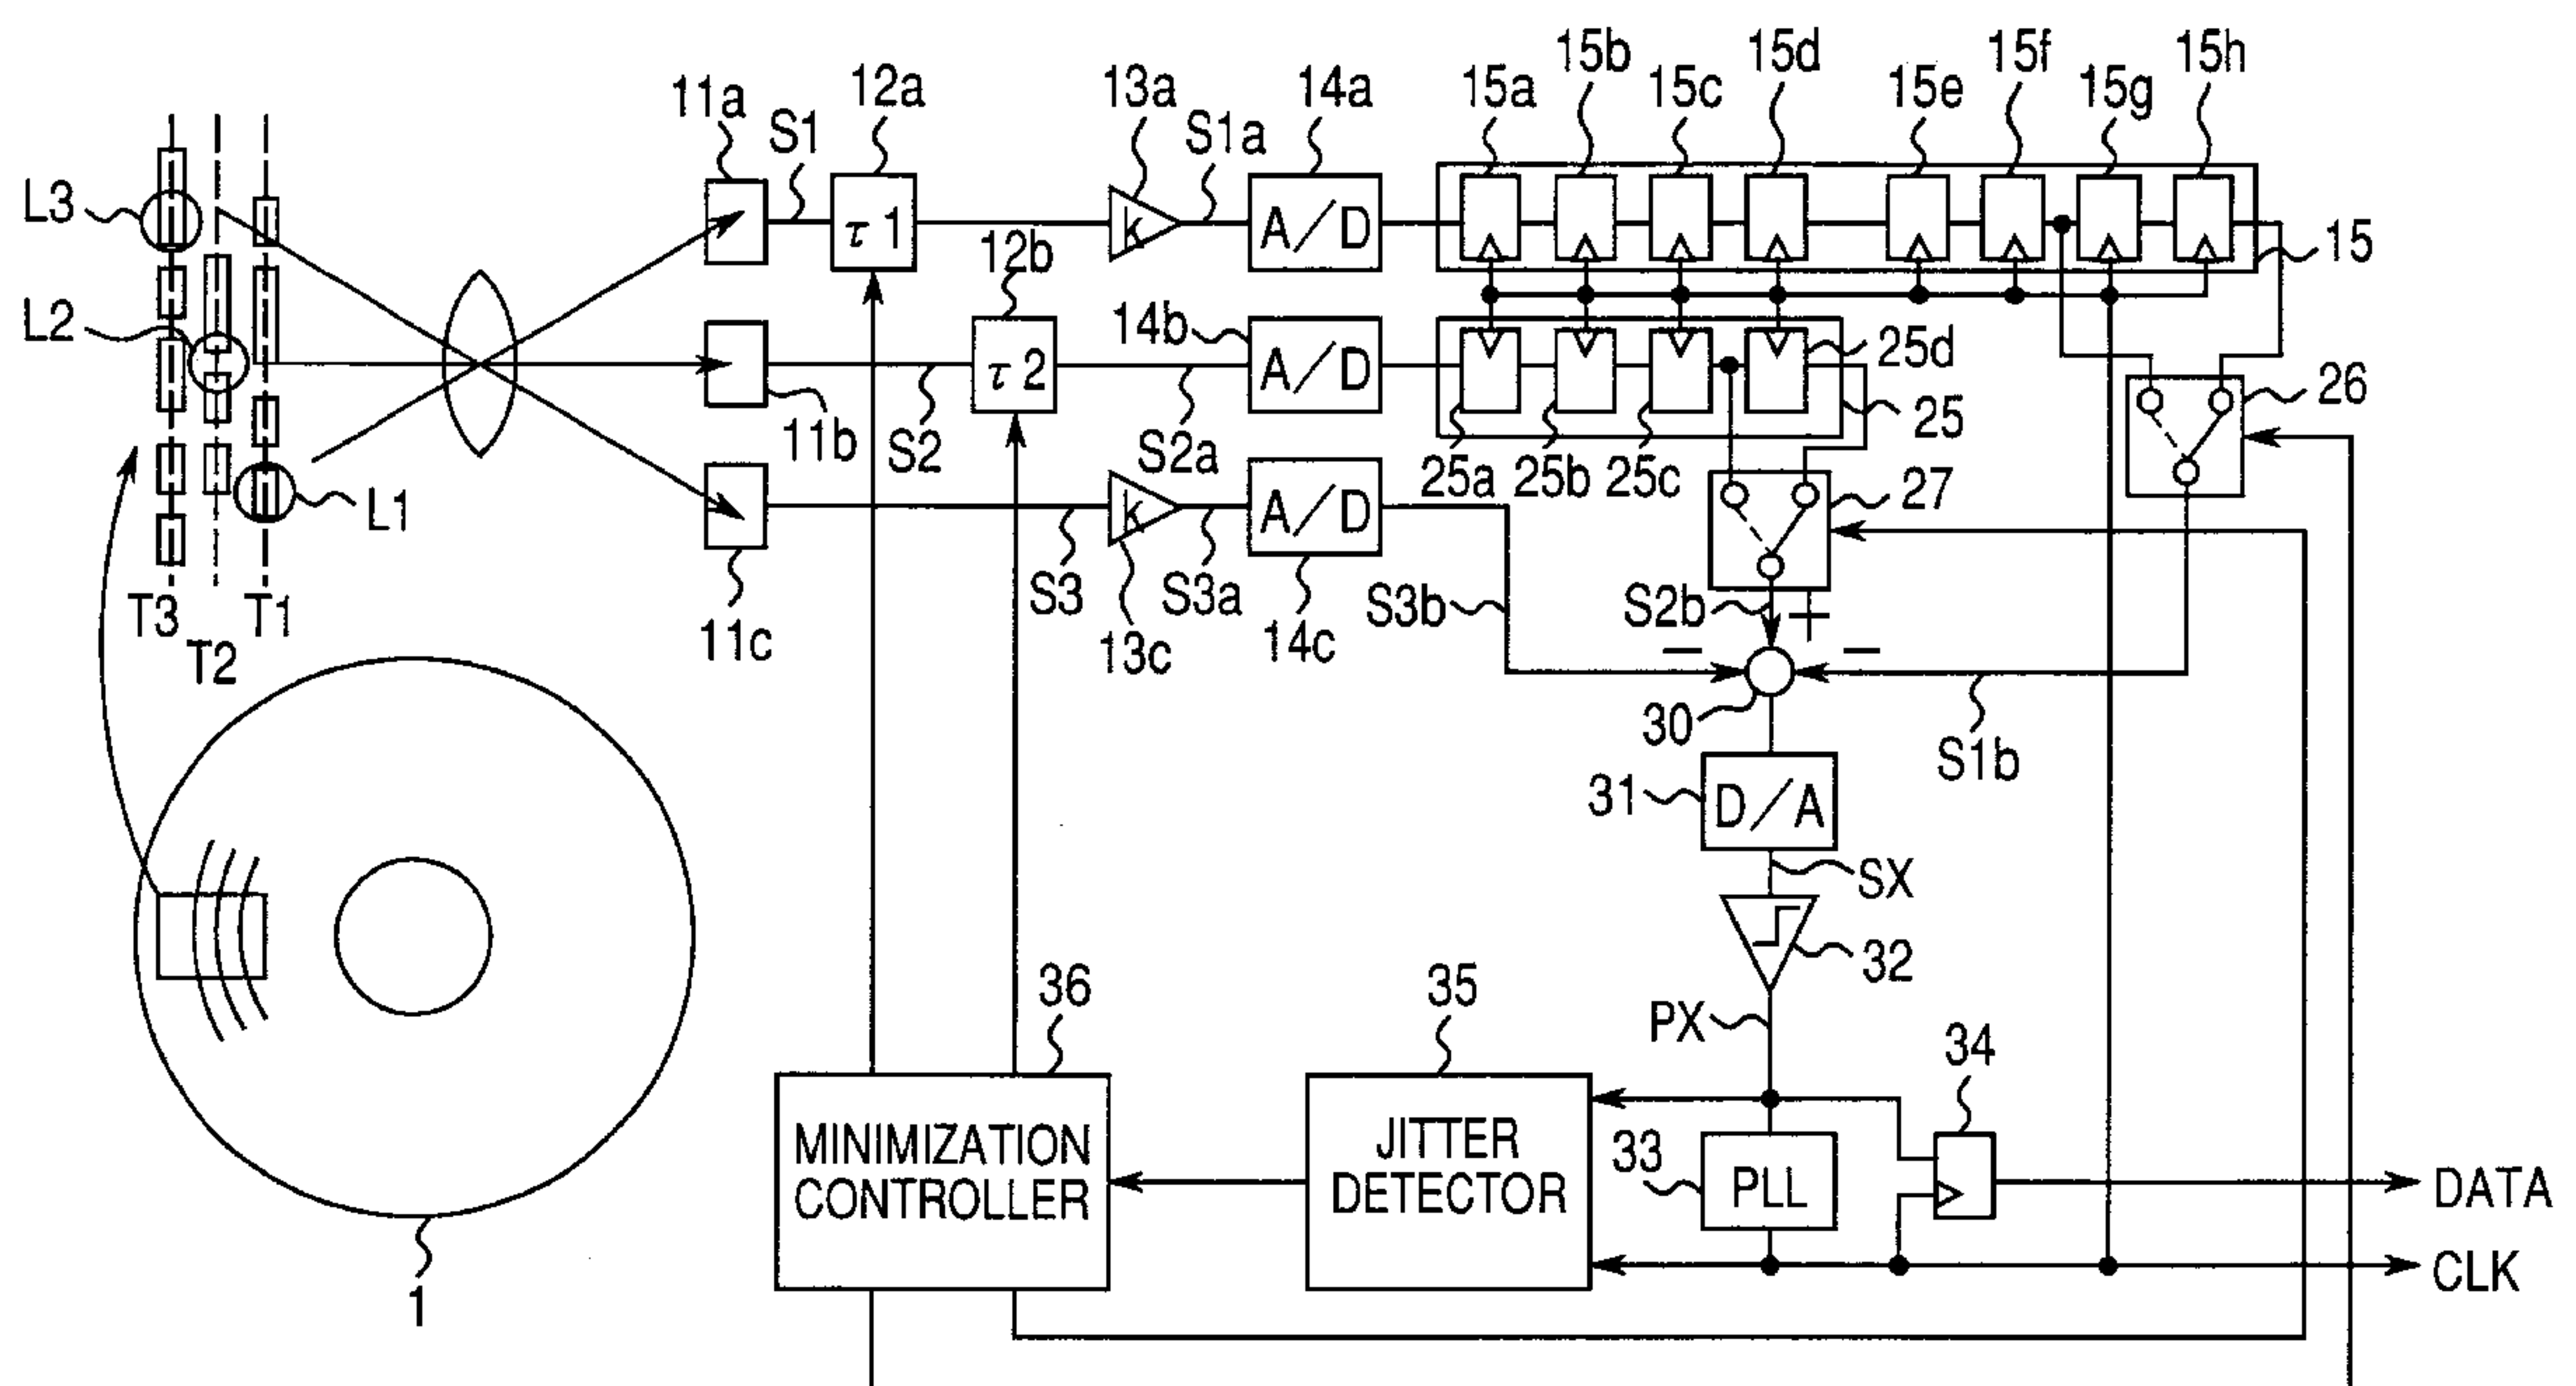 15b 15d 15f 15h
11a 12a 13a 14a 15a 15c 15e 15g
S1 S1a
L3 τ 1 K A/D
12b 15
L2 14b 25d 26
τ 2 A/D
11b S2 S2a 25
L1 25a 25b 25c 27
K A/D
T3 T1 S3 S3a S3b S2b +
T2 11c 13c 14c − −
30 S1b
31 D/A
SX
32
36 35 PX 34
MINIMIZATION CONTROLLER
JITTER DETECTOR
33 PLL
DATA
CLK
1